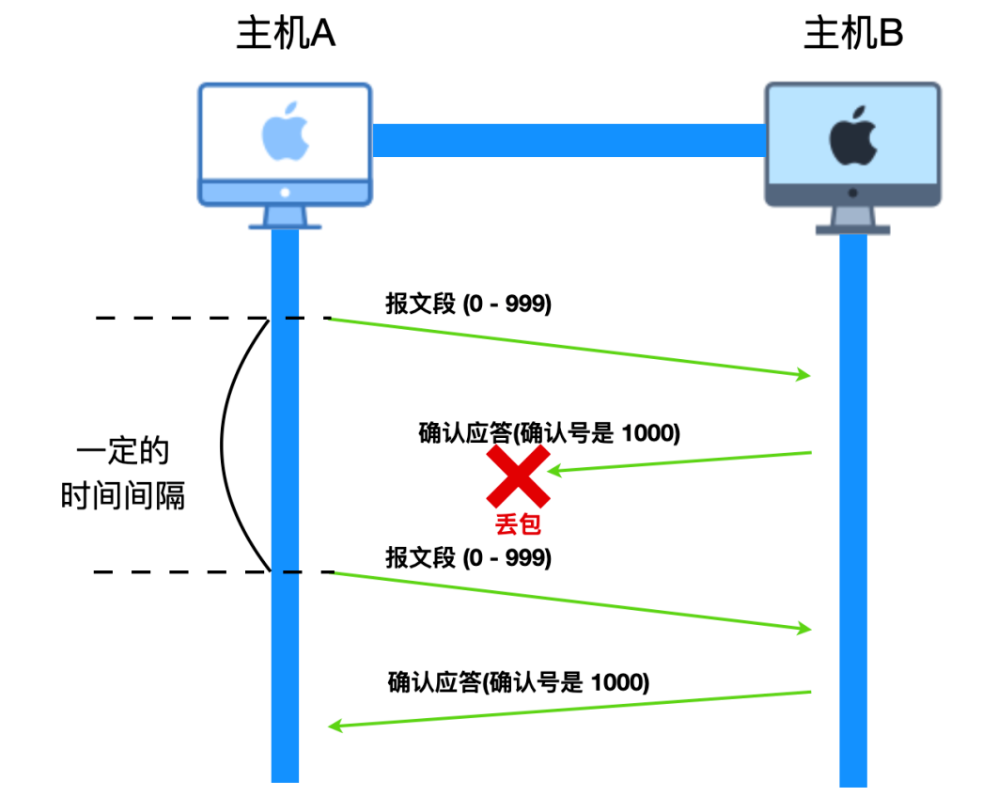 主机A
主机B
报文段 (0 - 999)
确认应答(确认号是 1000)
一定的
时间间隔
丢包
报文段 (0 - 999)
确认应答(确认号是 1000)